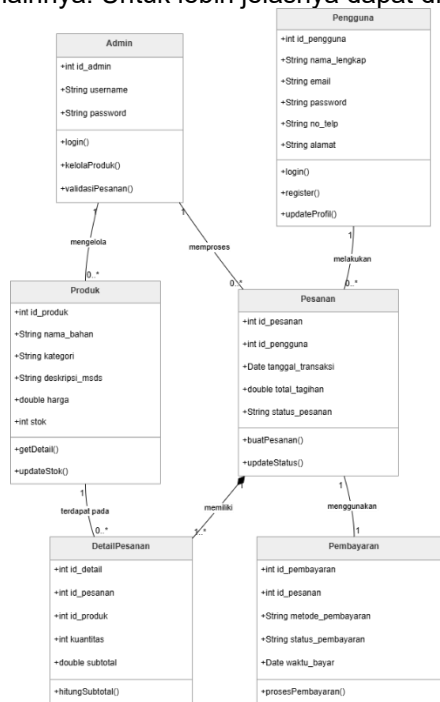 lainnya. Untuk lebih jelasnya dapat di
Pengguna
+int id_pengguna
+String nama_lengkap
+String email
+String password
+String no_telp
+String alamat
+login()
+register()
+updateProfil()
Admin
+int id_admin
+String username
+String password
+login()
+kelolaProduk()
+validasiPesanan()
1
1
1
mengelola
memproses
melakukan
0..*
0..*
0..*
Produk
+int id_produk
+String nama_bahan
+String kategori
+String deskripsi_msds
+double harga
+int stok
+getDetail()
+updateStok()
Pesanan
+int id_pesanan
+int id_pengguna
+Date tanggal_transaksi
+double total_tagihan
+String status_pesanan
+buatPesanan()
+updateStatus()
1
1
1
terdapat pada
memiliki
menggunakan
0..*
1..*
1
DetailPesanan
+int id_detail
+int id_pesanan
+int id_produk
+int kuantitas
+double subtotal
+hitungSubtotal()
Pembayaran
+int id_pembayaran
+int id_pesanan
+String metode_pembayaran
+String status_pembayaran
+Date waktu_bayar
+prosesPembayaran()